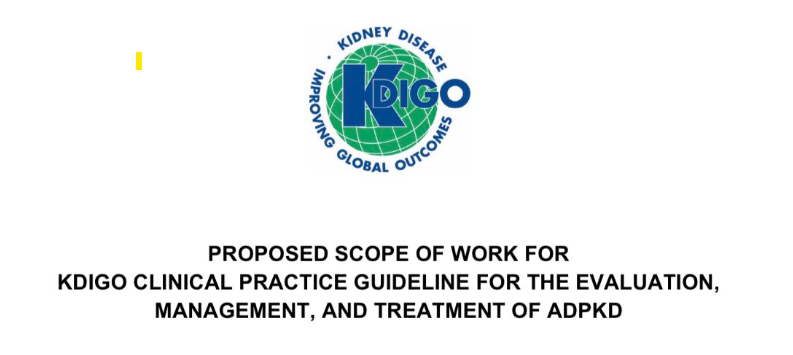 KIDNEY DISEASE
IMPROVING GLOBAL OUTCOMES
KDIGO
PROPOSED SCOPE OF WORK FOR
KDIGO CLINICAL PRACTICE GUIDELINE FOR THE EVALUATION,
MANAGEMENT, AND TREATMENT OF ADPKD